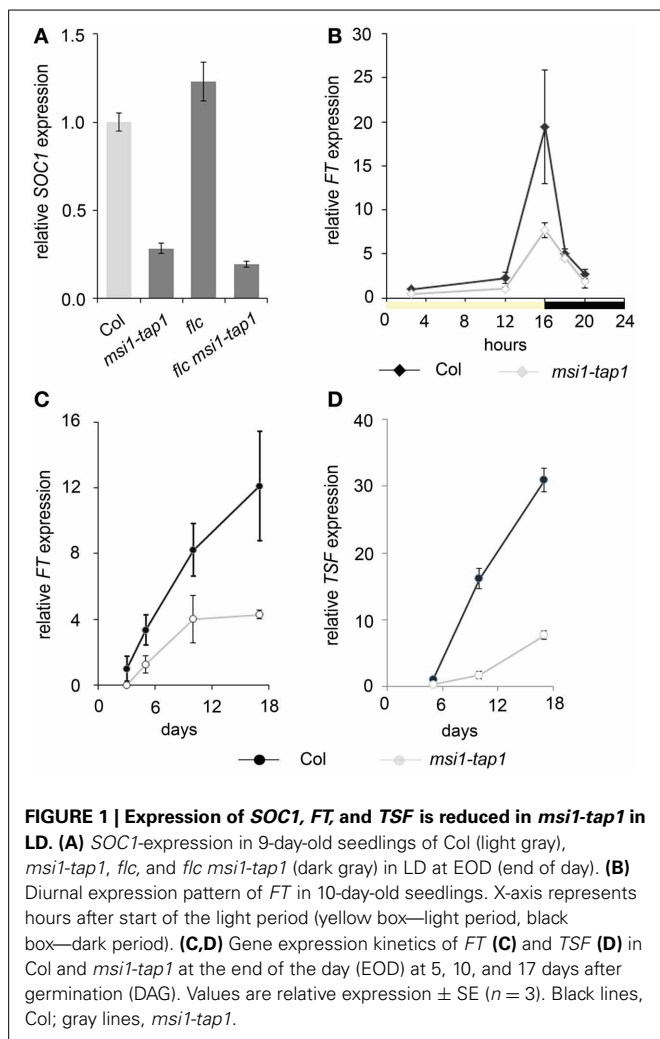 A
relative SOC1 expression
1.5
1.0
0.5
0.0
Col
msi1-tap1
flc
flc msi1-tap1
B
relative FT expression
30
25
20
15
10
5
0
0 4 8 12 16 20 24
hours
Col msi1-tap1
C
relative FT expression
16
12
8
4
0
0 6 12 18
days
D
relative TSF expression
40
30
20
10
0
0 6 12 18
days
Col msi1-tap1
FIGURE 1 | Expression of SOC1, FT, and TSF is reduced in msi1-tap1 in
LD. (A) SOC1-expression in 9-day-old seedlings of Col (light gray),
msi1-tap1, flc, and flc msi1-tap1 (dark gray) in LD at EOD (end of day). (B)
Diurnal expression pattern of FT in 10-day-old seedlings. X-axis represents
hours after start of the light period (yellow box—light period, black
box—dark period). (C,D) Gene expression kinetics of FT (C) and TSF (D) in
Col and msi1-tap1 at the end of the day (EOD) at 5, 10, and 17 days after
germination (DAG). Values are relative expression ± SE (n = 3). Black lines,
Col; gray lines, msi1-tap1.